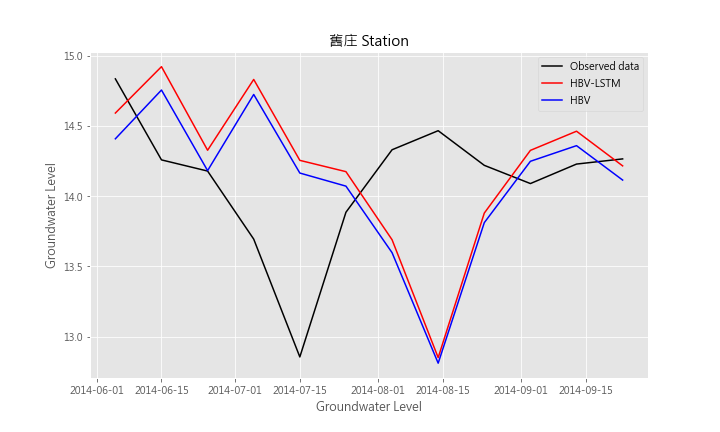 舊庄 Station
Observed data
HBV-LSTM
HBV
Groundwater Level
15.0
14.5
14.0
13.5
13.0
2014-06-01 2014-06-15 2014-07-01 2014-07-15 2014-08-01 2014-08-15 2014-09-01 2014-09-15
Groundwater Level